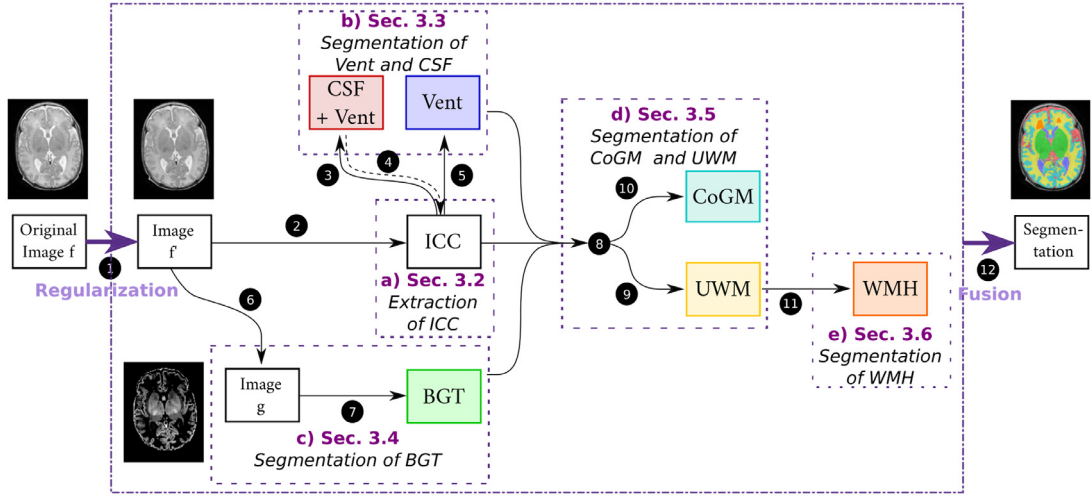 b) Sec. 3.3
Segmentation of
Vent and CSF
CSF
+ Vent
Vent
3
4
5
Original
Image f
1
Regularization
Image
f'
2
ICC
a) Sec. 3.2
Extraction
of ICC
6
Image
g
7
BGT
c) Sec. 3.4
Segmentation of BGT
d) Sec. 3.5
Segmentation of
CoGM and UWM
8
10
CoGM
9
UWM
11
WMH
e) Sec. 3.6
Segmentation
of WMH
12
Fusion
Segmen-
tation